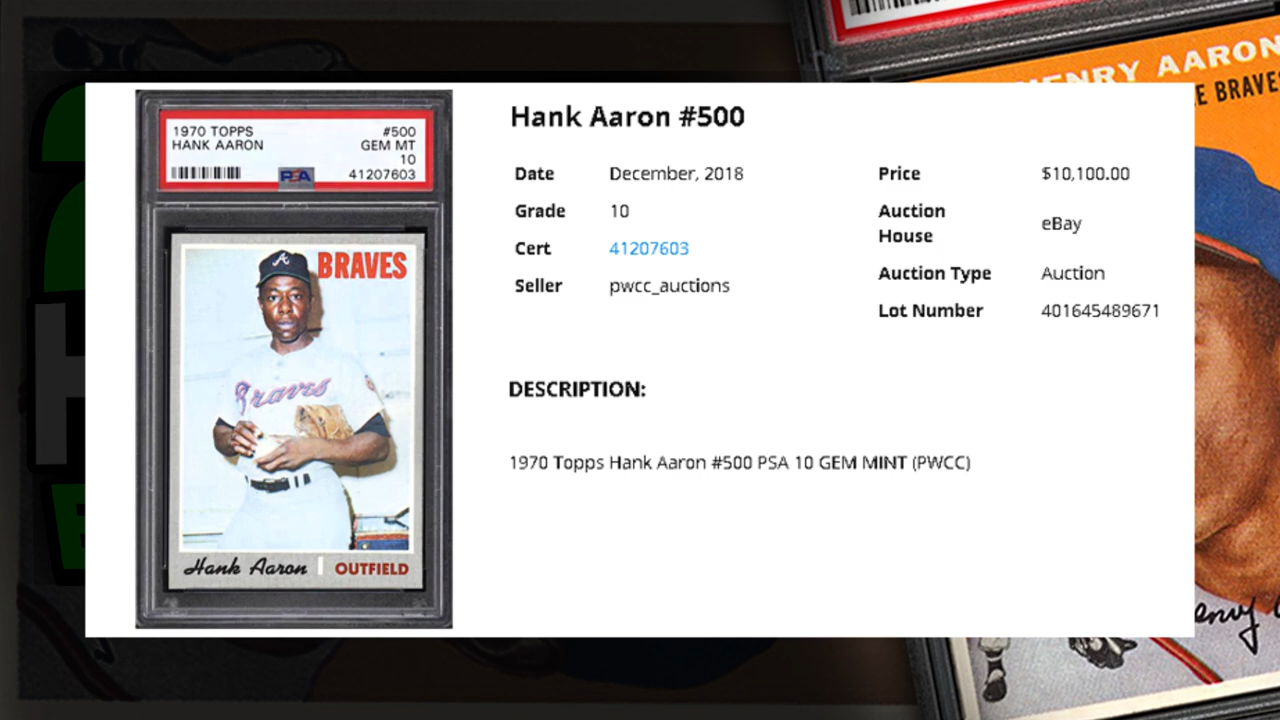 HENRY AARON
E BRAVES
1970 TOPPS #500
HANK AARON GEM MT
10
PSA 41207603
A
BRAVES
Braves
Hank Aaron | OUTFIELD
Hank Aaron #500
Date December, 2018
Grade 10
Cert 41207603
Seller pwcc_auctions
Price $10,100.00
Auction
House eBay
Auction Type Auction
Lot Number 401645489671
DESCRIPTION:
1970 Topps Hank Aaron #500 PSA 10 GEM MINT (PWCC)